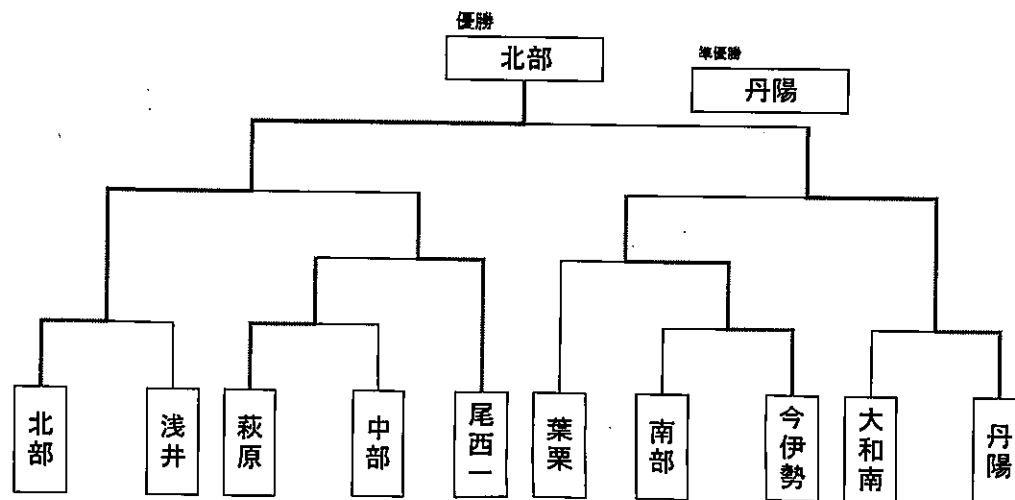 優勝
北部
準優勝
丹陽
北部
浅井
萩原
中部
尾西一
葉栗
南部
今伊勢
大和南
丹陽